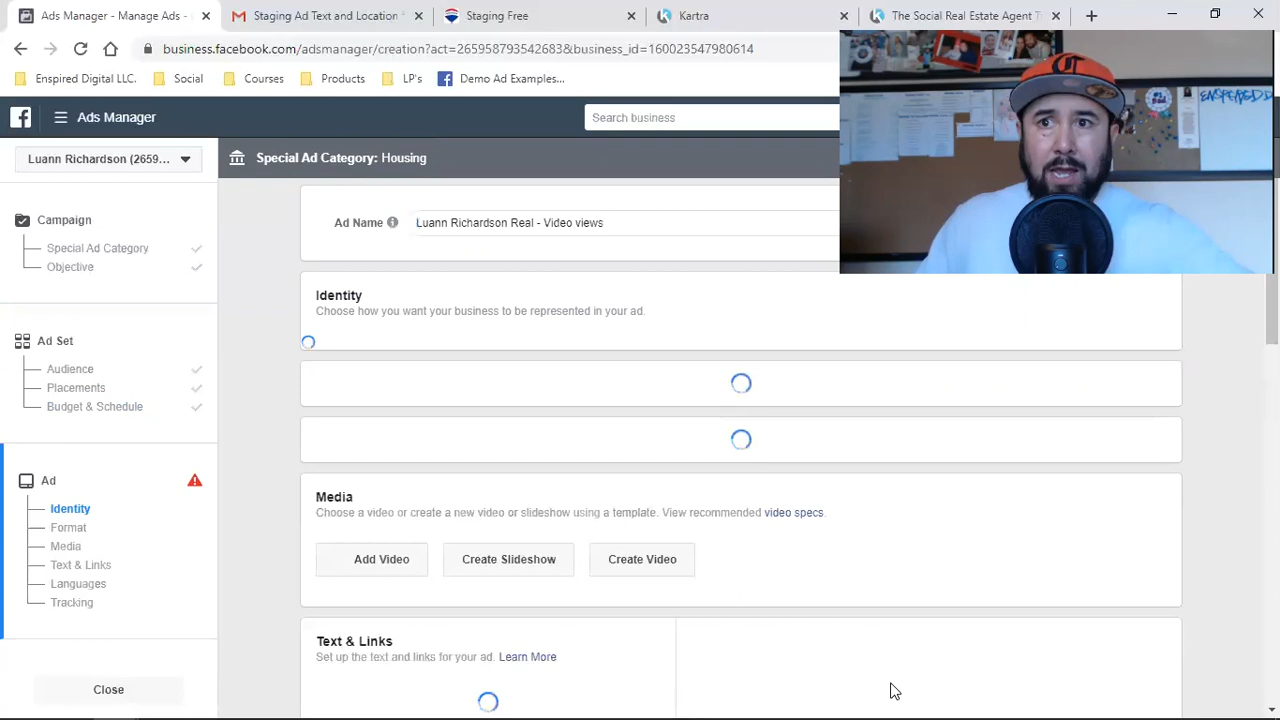 Ads Manager - Manage Ads -
Staging Ad Text and Location
Staging Free
Kartra
The Social Real Estate Agent T
business.facebook.com/adsmanager/creation?act=265958793542683&business_id=160023547980614
Enspired Digital LLC.
Social
Course
Product
LP's
Demo Ad Examples...
Ads Manager
Search business
Luann Richardson (2659...
Special Ad Category: Housing
Campaign
Special Ad Category
Objective
Ad Set
Audience
Placements
Budget & Schedule
Ad
Identity
Format
Media
Text & Links
Languages
Tracking
Close
Ad Name
Luann Richardson Real - Video views
Identity
Choose how you want your business to be represented in your ad.
Media
Choose a video or create a new video or slideshow using a template. View recommended video specs.
Add Video
Create Slideshow
Create Video
Text & Links
Set up the text and links for your ad. Learn More